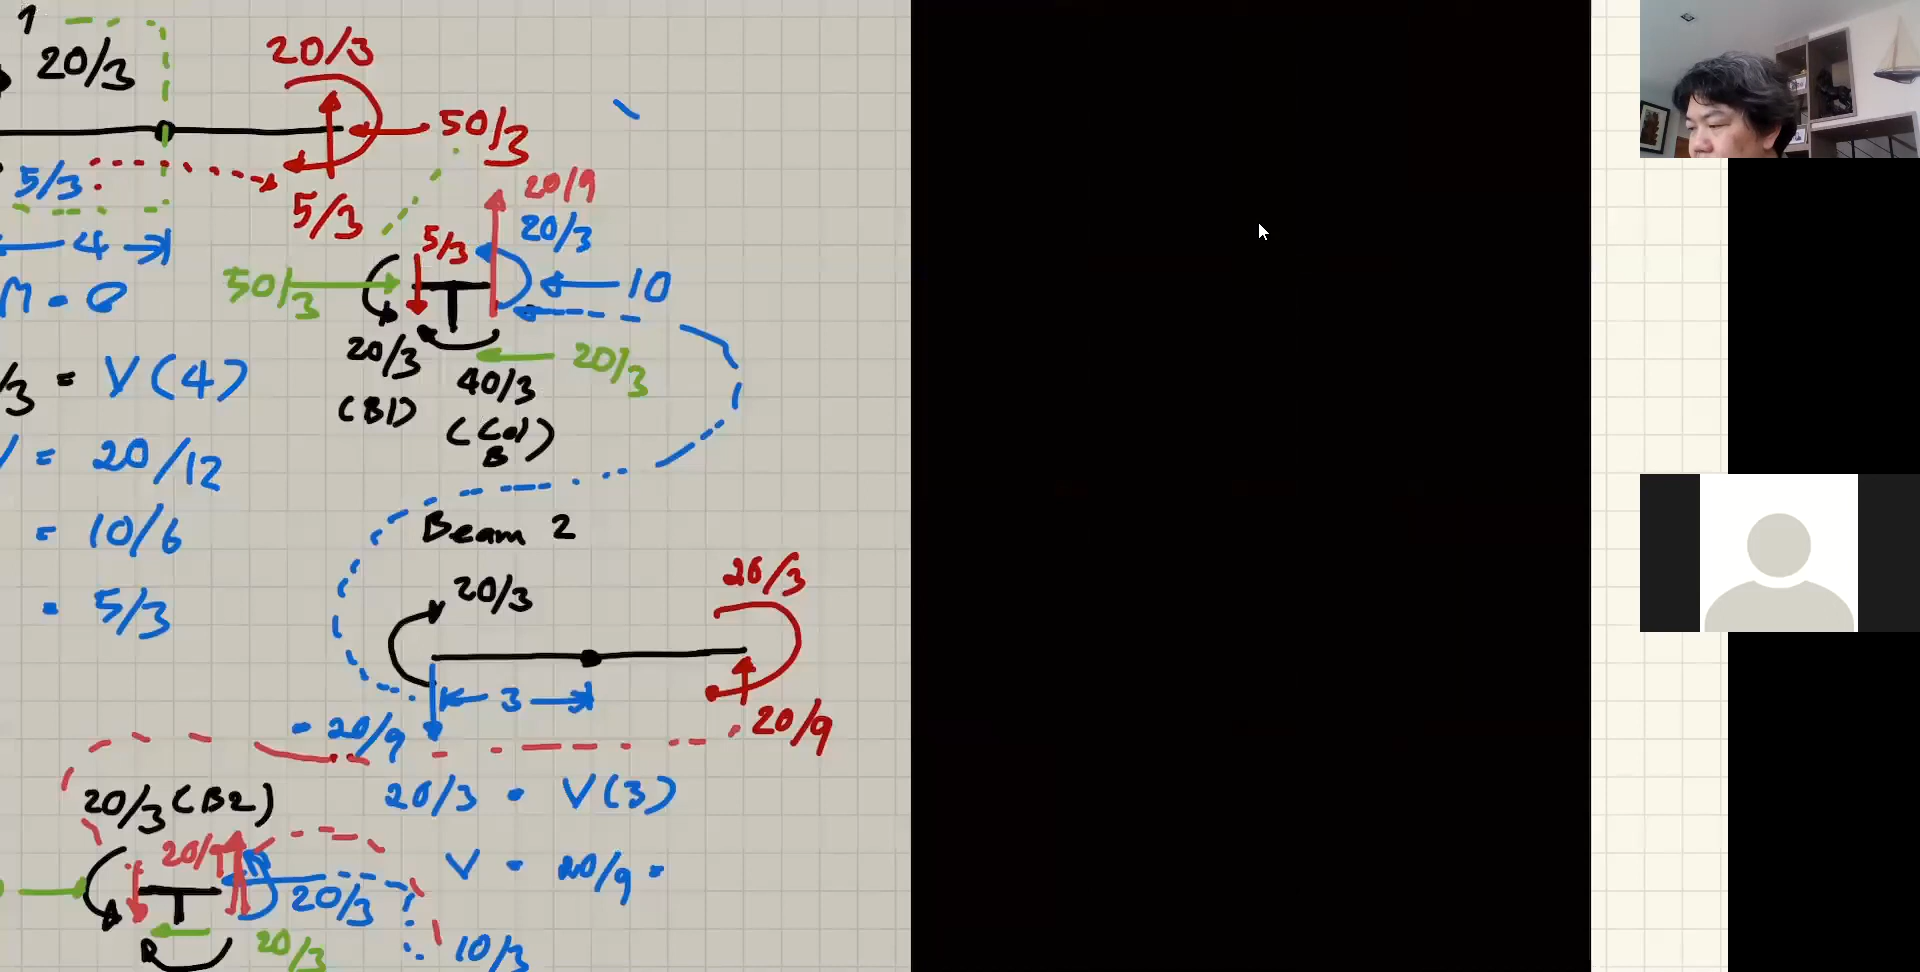 1
20/3
20/3
50/3
5/3
5/3
20/9
20/3
5/3
4
50/3
10
M = 0
20/3
20/3
40/3
(B1)
(Col
B)
/3 = V(4)
V = 20/12
= 10/6
= 5/3
Beam 2
20/3
20/3
3
= 20/9
20/9
20/3 = V(3)
20/3 (B2)
V = 20/9 =
20/3
20/3
10/3